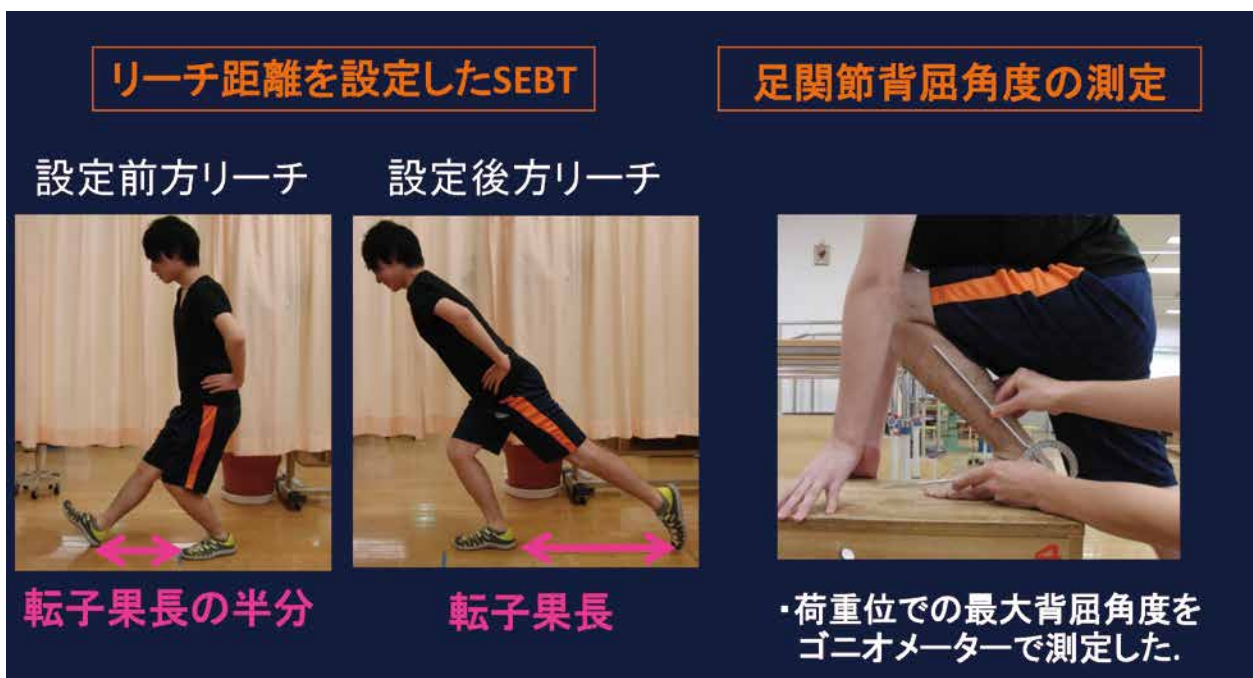 リーチ距離を設定したSEBT
設定前方リーチ
設定後方リーチ
転子果長の半分
転子果長
足関節背屈角度の測定
・荷重位での最大背屈角度を
ゴニオメーターで測定した.